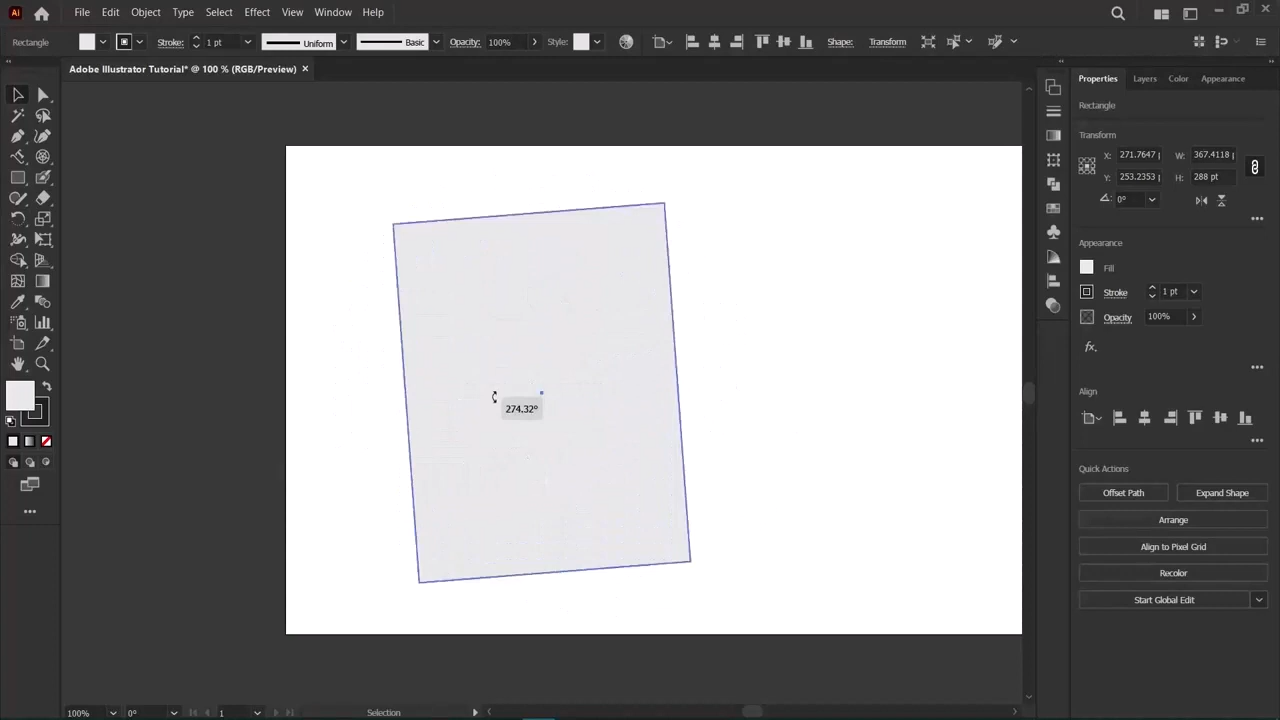 Ai File Edit Object Type Select Effect View Window Help
Rectangle Stroke: 1 pt Uniform Basic Opacity: 100% Style: Shape: Transform
Adobe Illustrator Tutorial* @ 100 % (RGB/Preview) ×
Properties Layers Color Appearance
Rectangle
Transform
X: 271.7647 W: 367.4118
Y: 253.2353 H: 288 pt
0°
Appearance
Fill
Stroke 1 pt
Opacity 100%
fx.
Align
274.32°
Quick Actions
Offset Path Expand Shape
Arrange
Align to Pixel Grid
Recolor
Start Global Edit
100% 0° 1 Selection